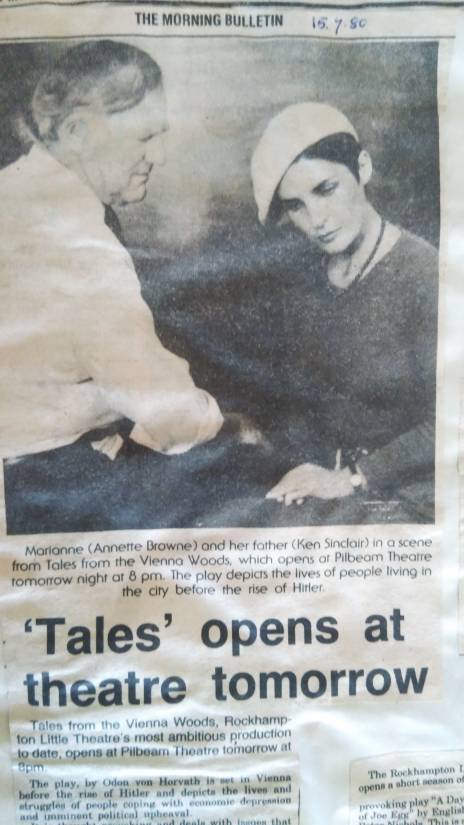 THE MORNING BULLETIN 15.7.80
Marianne (Annette Browne) and her father (Ken Sinclair) in a scene
from Tales from the Vienna Woods, which opens at Pilbeam Theatre
tomorrow night at 8 pm. The play depicts the lives of people living in
the city before the rise of Hitler.
‘Tales’ opens at
theatre tomorrow
Tales from the Vienna Woods, Rockhamp-
ton Little Theatre's most ambitious production
to date, opens at Pilbeam Theatre tomorrow at
8pm.
The play, by Odon von Horvath is set in Vienna
before the rise of Hitler and depicts the lives and
struggles of people coping with economic depression
and imminent political upheaval.
and deals with issues that
The Rockhampton
opens a short season of
provoking play "A Day
of Joe Egg" by English